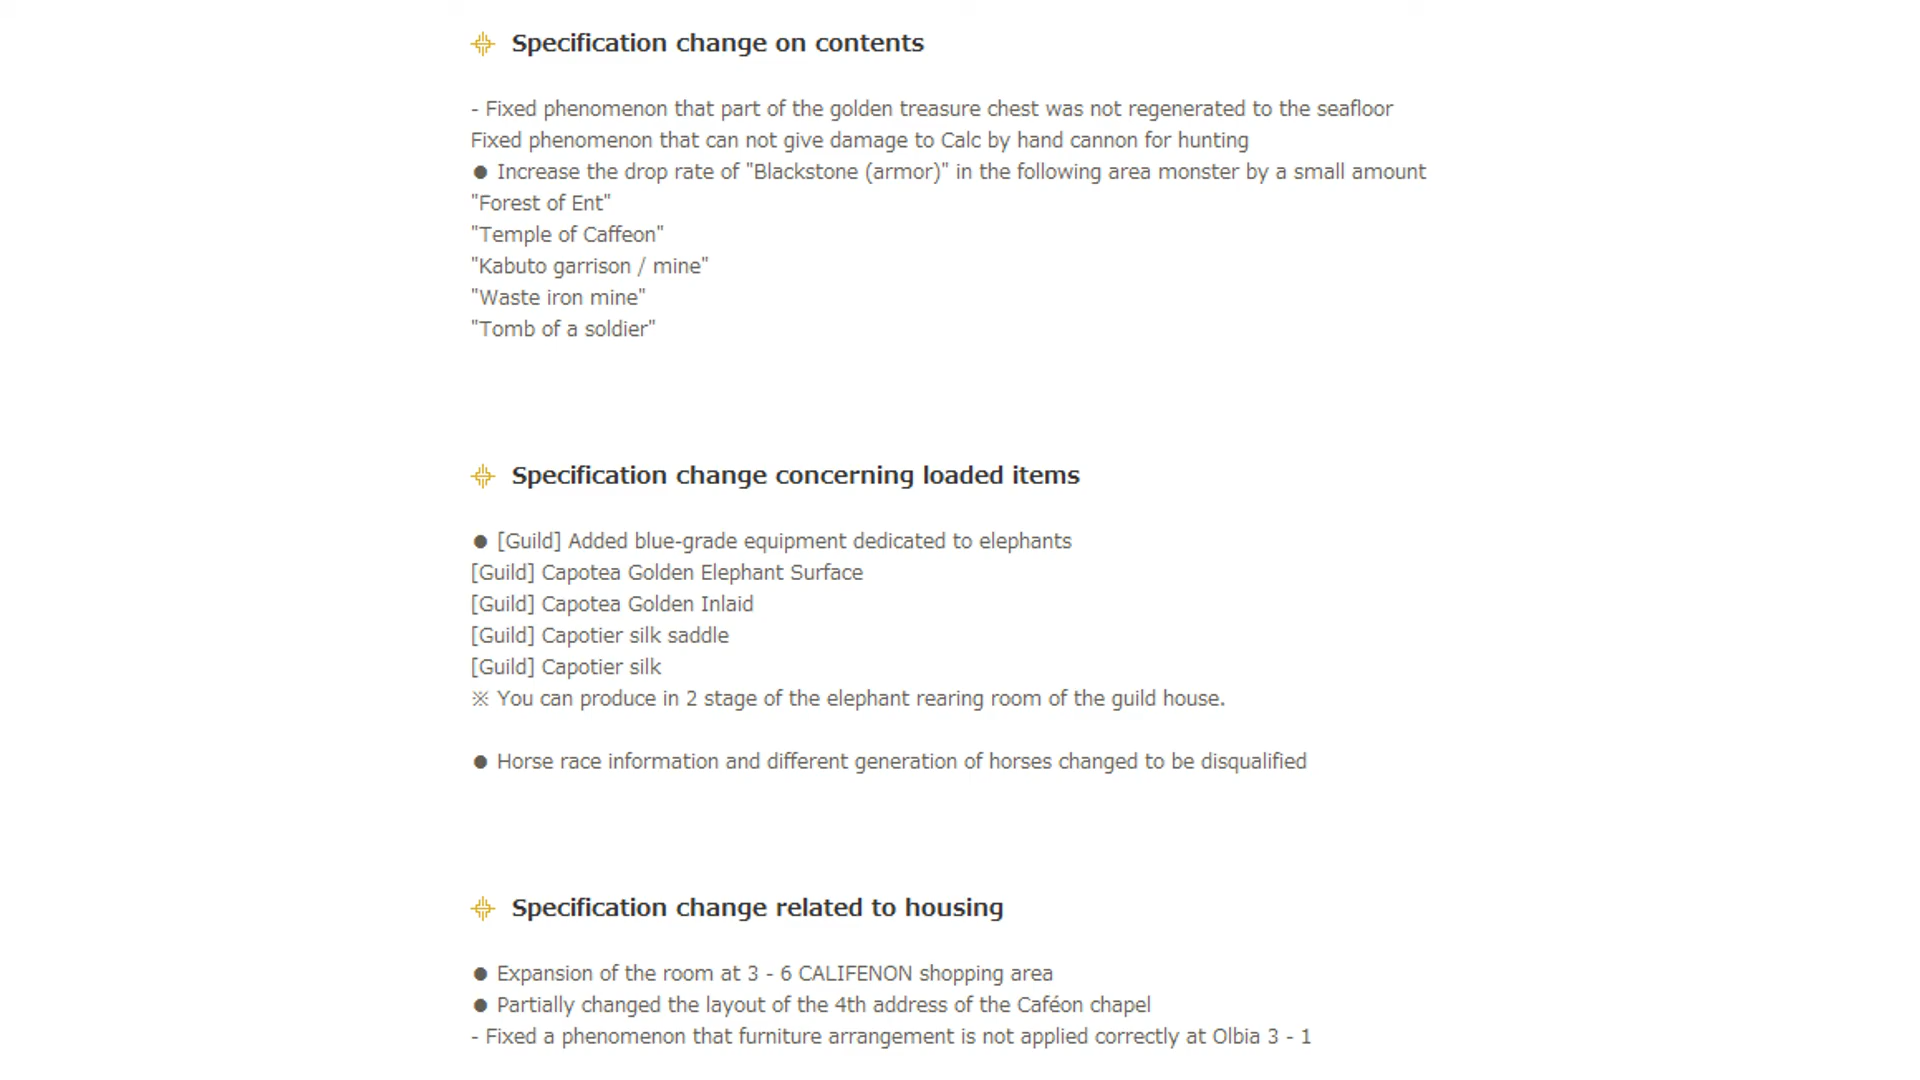 Specification change on contents
- Fixed phenomenon that part of the golden treasure chest was not regenerated to the seafloor
Fixed phenomenon that can not give damage to Calc by hand cannon for hunting
● Increase the drop rate of "Blackstone (armor)" in the following area monster by a small amount
"Forest of Ent"
"Temple of Caffeon"
"Kabuto garrison / mine"
"Waste iron mine"
"Tomb of a soldier"
Specification change concerning loaded items
● [Guild] Added blue-grade equipment dedicated to elephants
[Guild] Capotea Golden Elephant Surface
[Guild] Capotea Golden Inlaid
[Guild] Capotier silk saddle
[Guild] Capotier silk
※ You can produce in 2 stage of the elephant rearing room of the guild house.
● Horse race information and different generation of horses changed to be disqualified
Specification change related to housing
● Expansion of the room at 3 - 6 CALIFENON shopping area
● Partially changed the layout of the 4th address of the Caféon chapel
- Fixed a phenomenon that furniture arrangement is not applied correctly at Olbia 3 - 1